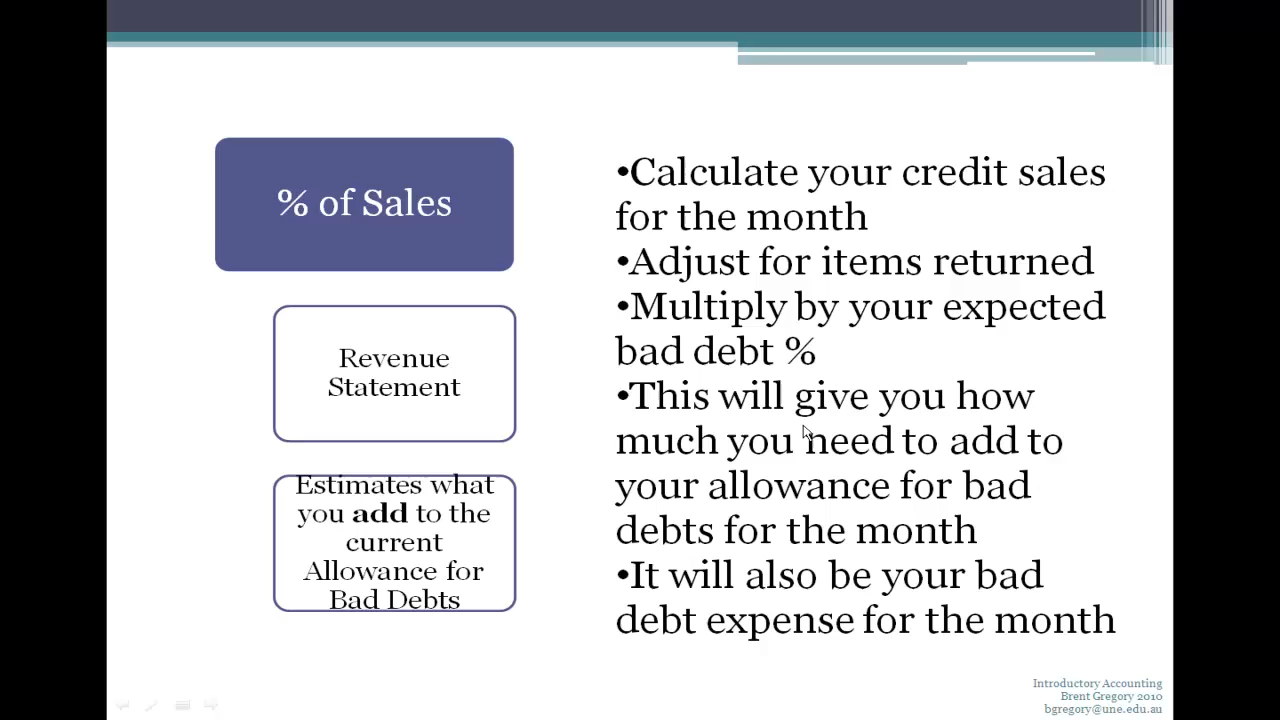 % of Sales
Revenue
Statement
Estimates what
you add to the
current
Allowance for
Bad Debts
•Calculate your credit sales
for the month
•Adjust for items returned
•Multiply by your expected
bad debt %
•This will give you how
much you need to add to
your allowance for bad
debts for the month
•It will also be your bad
debt expense for the month
Introductory Accounting
Brent Gregory 2010
bgregory@une.edu.au